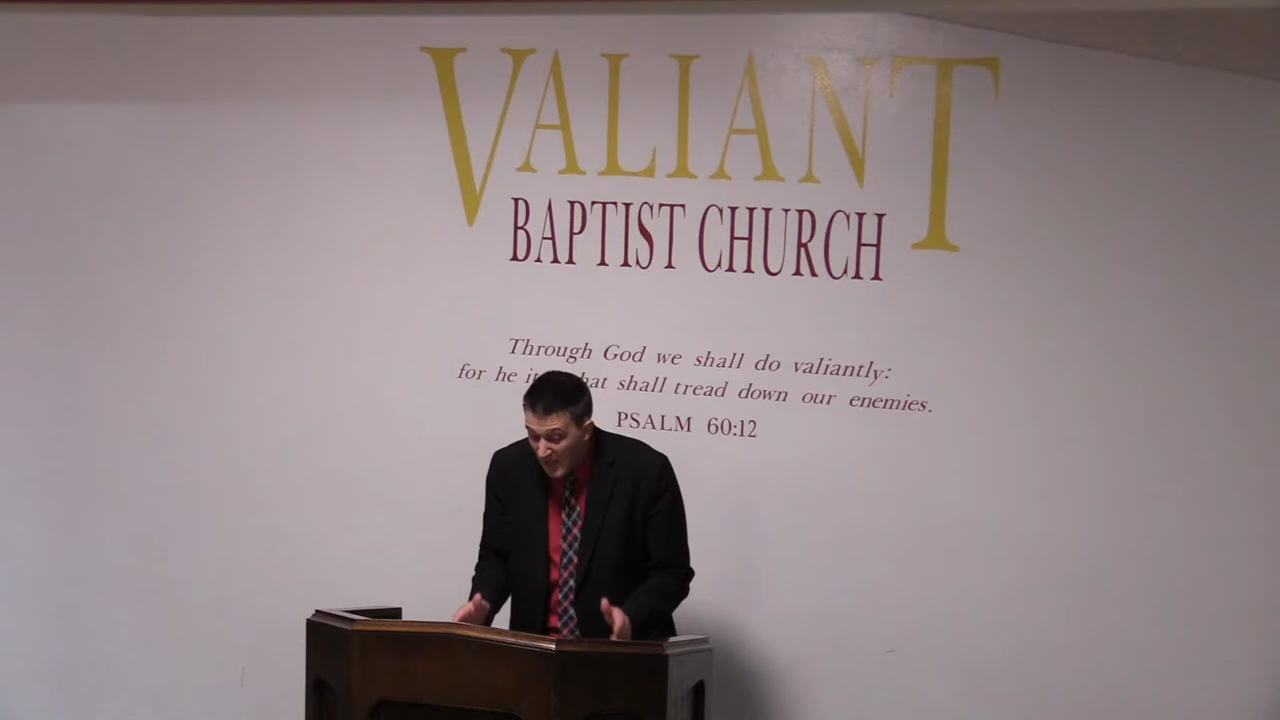 VALIANT
BAPTIST CHURCH
Through God we shall do valiantly:
for he that shall tread down our enemies.
PSALM 60:12